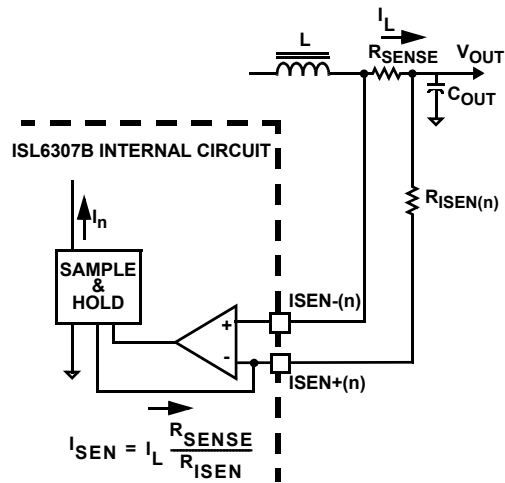 I_L
L
R_SENSE
V_OUT
C_OUT
ISL6307B INTERNAL CIRCUIT
R_ISEN(n)
I_n
SAMPLE
&
HOLD
+
ISEN-(n)
-
ISEN+(n)
I_SEN = I_L R_SENSE / R_ISEN